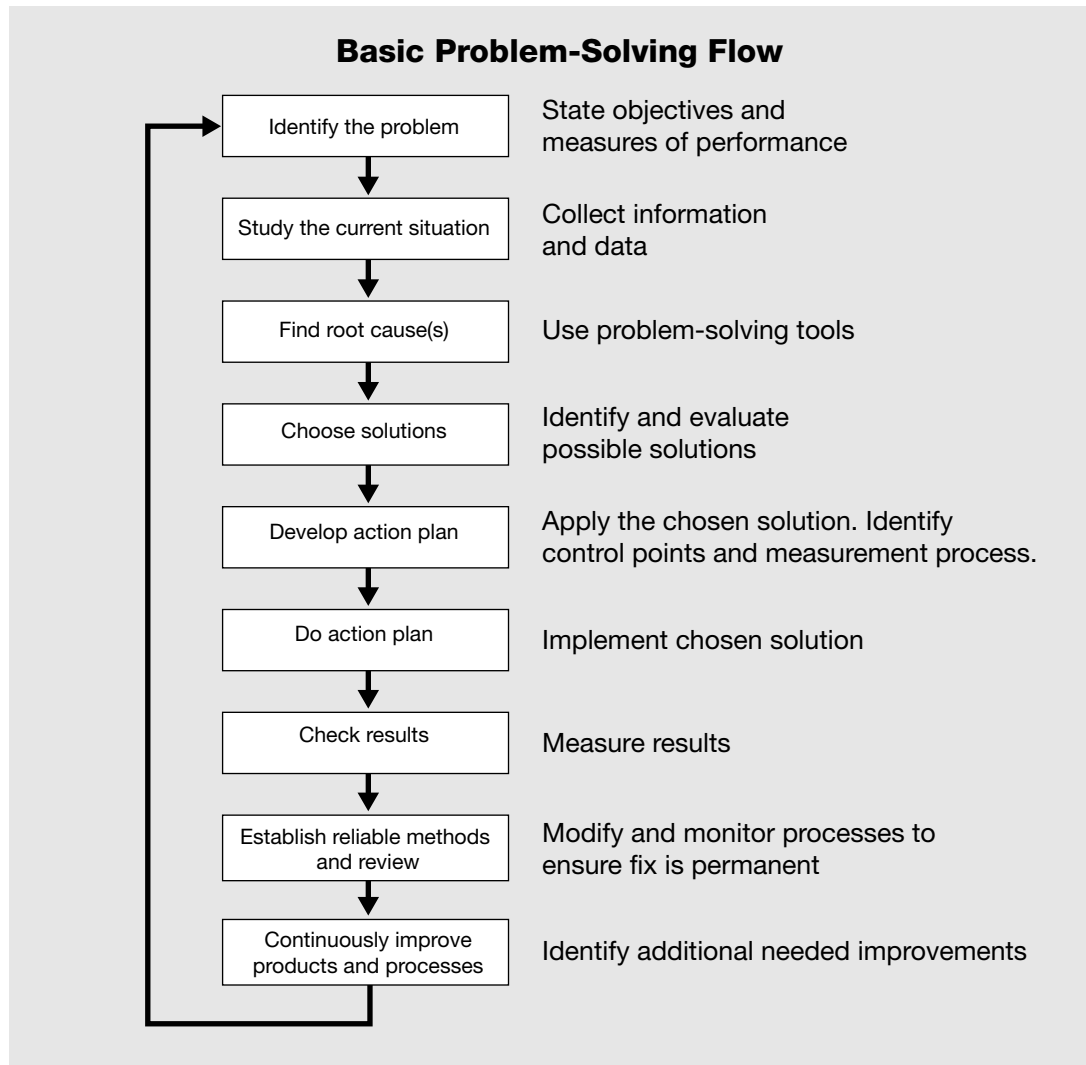 Basic Problem-Solving Flow
Identify the problem
State objectives and
measures of performance
Study the current situation
Collect information
and data
Find root cause(s)
Use problem-solving tools
Choose solutions
Identify and evaluate
possible solutions
Develop action plan
Apply the chosen solution. Identify
control points and measurement process.
Do action plan
Implement chosen solution
Check results
Measure results
Establish reliable methods
and review
Modify and monitor processes to
ensure fix is permanent
Continuously improve
products and processes
Identify additional needed improvements